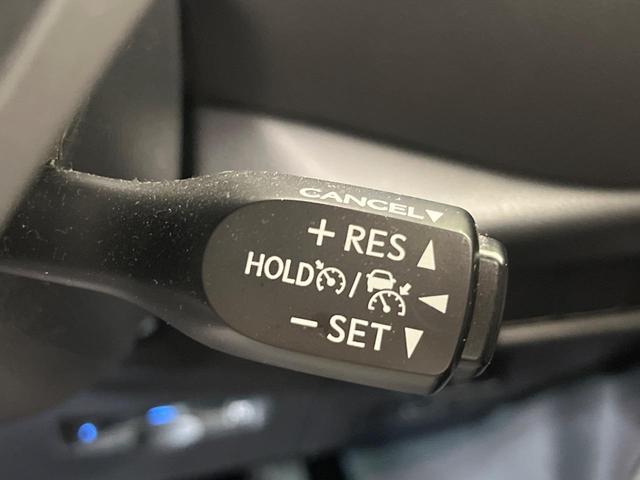 CANCEL
+ RES
HOLD /
- SET